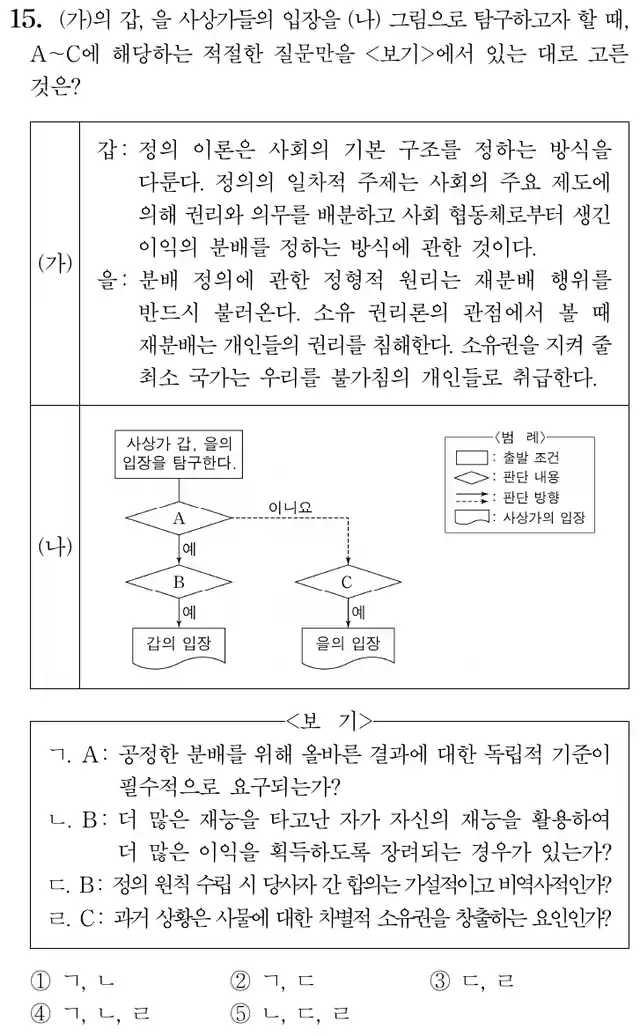 15. (가)의 갑, 을 사상가들의 입장을 (나) 그림으로 탐구하고자 할 때,
A~C에 해당하는 적절한 질문만을 <보기>에서 있는 대로 고른
것은?
(가)
갑: 정의 이론은 사회의 기본 구조를 정하는 방식을
다룬다. 정의의 일차적 주제는 사회의 주요 제도에
의해 권리와 의무를 배분하고 사회 협동체로부터 생긴
이익의 분배를 정하는 방식에 관한 것이다.
을: 분배 정의에 관한 정형적 원리는 재분배 행위를
반드시 불러온다. 소유 권리론의 관점에서 볼 때
재분배는 개인들의 권리를 침해한다. 소유권을 지켜 줄
최소 국가는 우리를 불가침의 개인들로 취급한다.
(나)
사상가 갑, 을의
입장을 탐구한다.
A
이니요
예
B
C
예
예
갑의 입장
을의 입장
<범 례>
: 출발 조건
: 판단 내용
: 판단 방향
: 사상가의 입장
<보 기>
ㄱ. A: 공정한 분배를 위해 올바른 결과에 대한 독립적 기준이
필수적으로 요구되는가?
ㄴ. B: 더 많은 재능을 타고난 자가 자신의 재능을 활용하여
더 많은 이익을 획득하도록 장려되는 경우가 있는가?
ㄷ. B: 정의 원칙 수립 시 당사자 간 합의는 가설적이고 비역사적인가?
ㄹ. C: 과거 상황은 사물에 대한 차별적 소유권을 창출하는 요인인가?
① ㄱ, ㄴ ② ㄱ, ㄷ ③ ㄷ, ㄹ
④ ㄱ, ㄴ, ㄹ ⑤ ㄴ, ㄷ, ㄹ